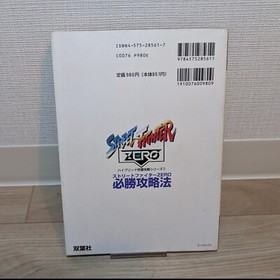 ISBN4-575-28561-7
C0076 P980E
定価980円(本体951円)
9784575285611
1910076009809
STREET FIGHTER
ZERO
ストリートファイターZERO
必勝攻略法
双葉社